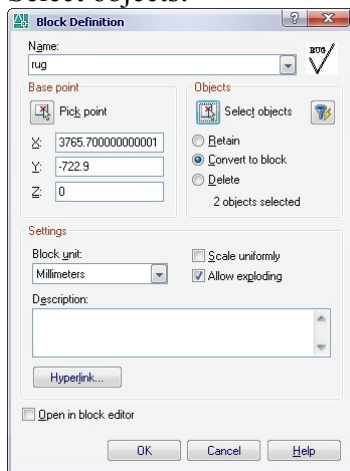 Select objects.
Block Definition
Name:
rug
RUG
Base point
Pick point
X: 3765.700000000001
Y: -722.9
Z: 0
Objects
Select objects
Retain
Convert to block
Delete
2 objects selected
Settings
Block unit:
Millimeters
Scale uniformly
Allow exploding
Description:
Hyperlink...
Open in block editor
OK
Cancel
Help